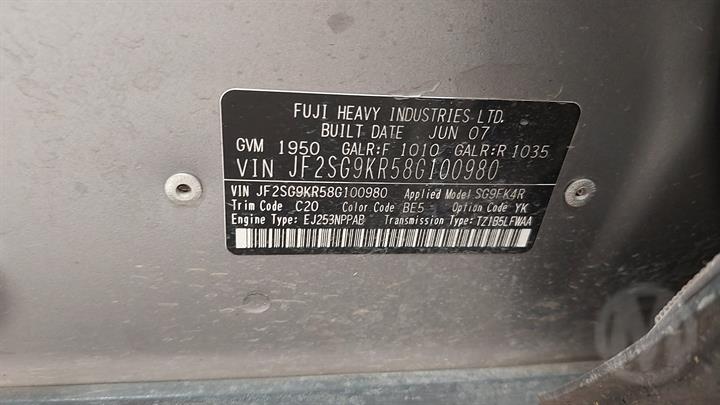 FUJI HEAVY INDUSTRIES LTD.
BUILT DATE JUN 07
GVM 1950 GALR:F 1010 GALR:R 1035
VIN JF2SG9KR58G100980
VIN JF2SG9KR58G100980 Applied Model SG9FK4R
Trim Code C20 Color Code BE5 Option Code YK
Engine Type: EJ253NPPAB Transmission Type: TZ1B5LFWAA